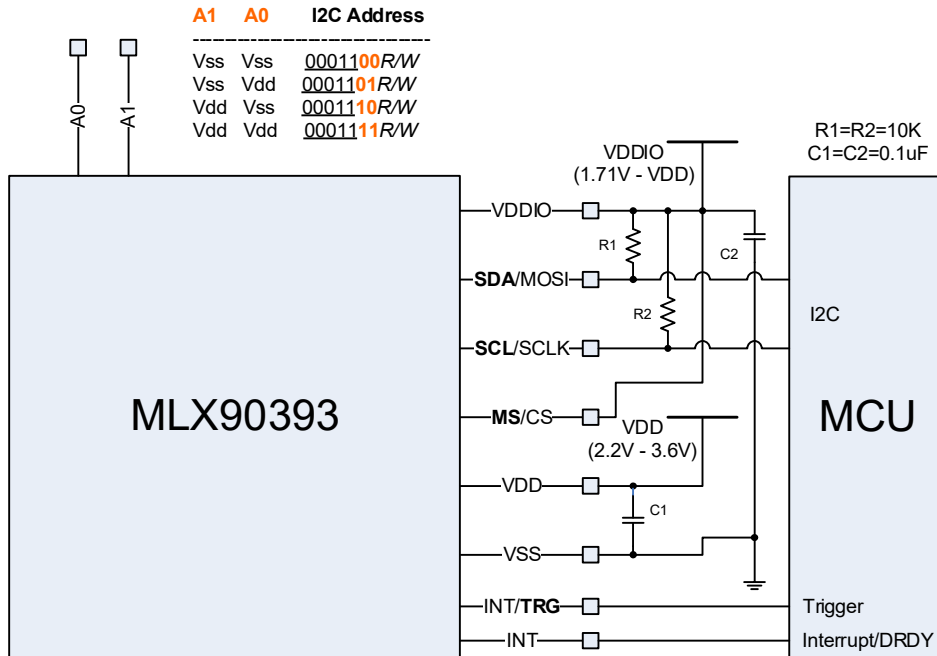 A1 A0 I2C Address
----------------------------------
Vss Vss 0001100R/W
Vss Vdd 0001101R/W
Vdd Vss 0001110R/W
Vdd Vdd 0001111R/W
A0
A1
R1=R2=10K
C1=C2=0.1uF
VDDIO
(1.71V - VDD)
VDDIO
R1
C2
SDA/MOSI
R2
I2C
SCL/SCLK
MLX90393
MCU
MS/CS
VDD
(2.2V - 3.6V)
VDD
C1
VSS
INT/TRG
Trigger
INT
Interrupt/DRDY